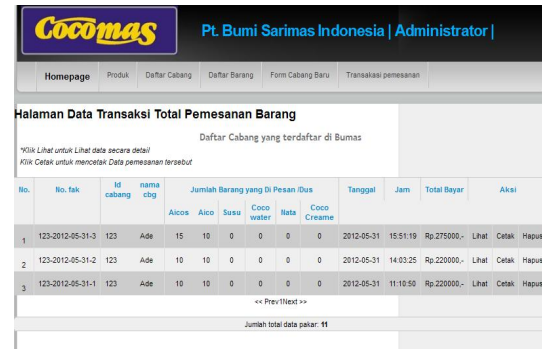 Cocomas
Pt. Bumi Sarimas Indonesia | Administrator |
Homepage Produk Daftar Cabang Daftar Barang Form Cabang Baru Transakasi pemesanan
Halaman Data Transaksi Total Pemesanan Barang
Daftar Cabang yang terdaftar di Bumas
*Klik Lihat untuk Lihat data secara detail
Klik Cetak untuk mencetak Data pemesanan tersebut
No. No. fak Id cabang nama cbg Jumlah Barang yang Di Pesan /Dus Tanggal Jam Total Bayar Aksi
Aicos Aico Susu Coco water Nata Coco Creame
1 123-2012-05-31-3 123 Ade 15 10 0 0 0 0 2012-05-31 15:51:19 Rp.275000,- Lihat Cetak Hapus
2 123-2012-05-31-2 123 Ade 10 10 0 0 0 0 2012-05-31 14:03:25 Rp.220000,- Lihat Cetak Hapus
3 123-2012-05-31-1 123 Ade 10 10 0 0 0 0 2012-05-31 11:10:50 Rp.220000,- Lihat Cetak Hapus
<< Prev1Next >>
Jumlah total data pakar: 11